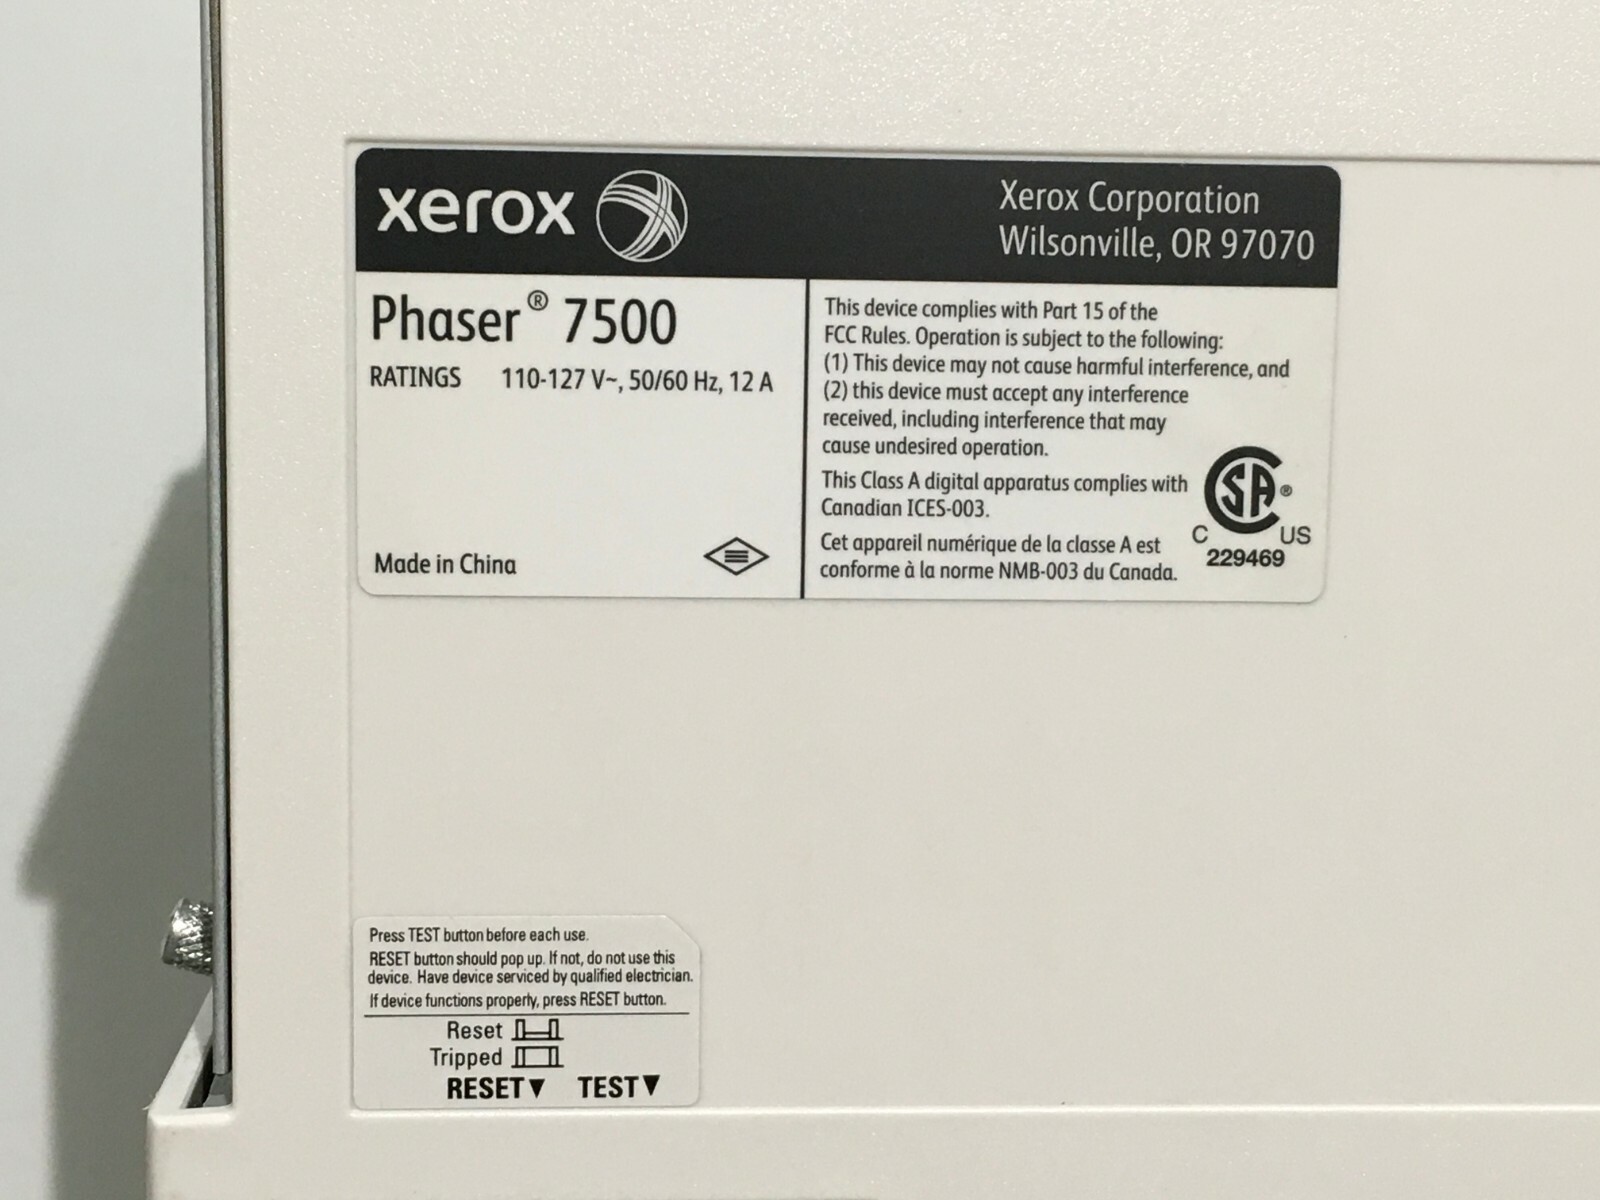 xerox
Xerox Corporation
Wilsonville, OR 97070
Phaser® 7500
RATINGS 110-127 V~, 50/60 Hz, 12 A
Made in China
This device complies with Part 15 of the
FCC Rules. Operation is subject to the following:
(1) This device may not cause harmful interference, and
(2) this device must accept any interference
received, including interference that may
cause undesired operation.
This Class A digital apparatus complies with
Canadian ICES-003.
Cet appareil numérique de la classe A est
conforme à la norme NMB-003 du Canada.
CSA®
C US
229469
Press TEST button before each use.
RESET button should pop up. If not, do not use this
device. Have device serviced by qualified electrician.
If device functions properly, press RESET button.
Reset
Tripped
RESET▼ TEST▼